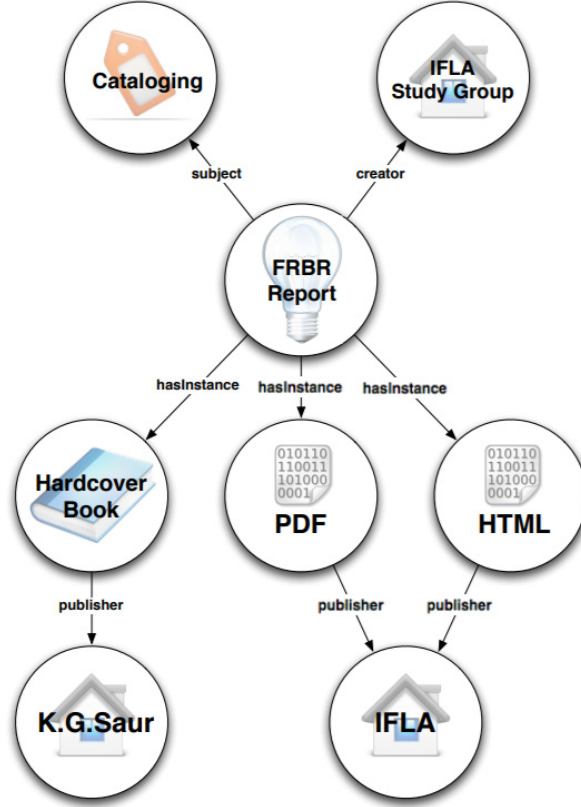 Cataloging
IFLA
Study Group
subject
creator
FRBR
Report
hasInstance
hasInstance
hasInstance
Hardcover
Book
010110
110011
101000
0001
PDF
010110
110011
101000
0001
HTML
publisher
publisher
publisher
K.G.Saur
IFLA